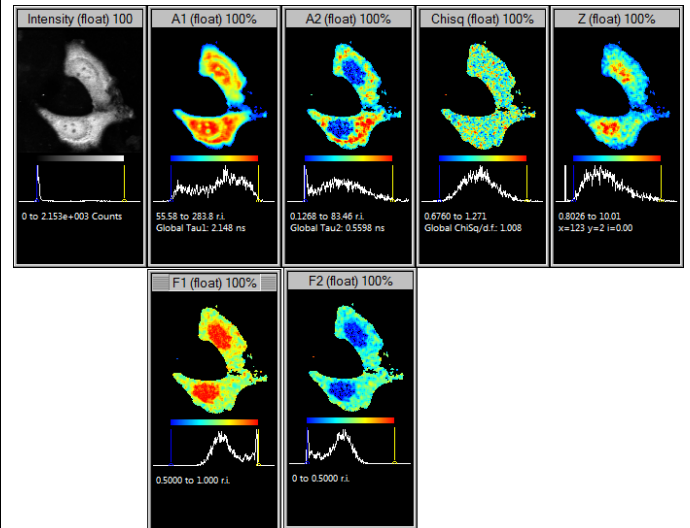 Intensity (float) 100
A1 (float) 100%
A2 (float) 100%
Chisq (float) 100%
Z (float) 100%
0 to 2.153e+003 Counts
55.58 to 283.8 r.i.
Global Tau1: 2.148 ns
0.1268 to 83.46 r.i.
Global Tau2: 0.5598 ns
0.6760 to 1.271
Global ChiSq/d.f.: 1.008
0.8026 to 10.01
x=123 y=2 i=0.00
F1 (float) 100%
F2 (float) 100%
0.5000 to 1.000 r.i.
0 to 0.5000 r.i.